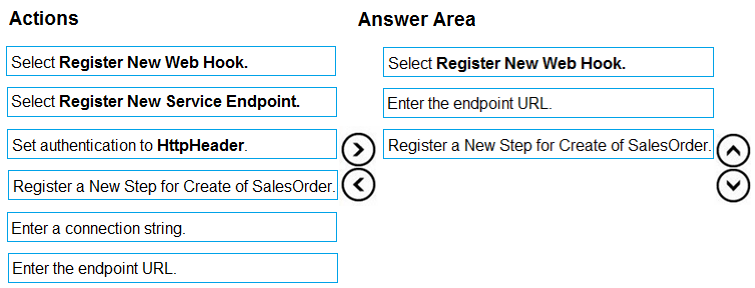 Actions
Select Register New Web Hook.
Select Register New Service Endpoint.
Set authentication to HttpHeader.
Register a New Step for Create of SalesOrder.
Enter a connection string.
Enter the endpoint URL.
Answer Area
Select Register New Web Hook.
Enter the endpoint URL.
Register a New Step for Create of SalesOrder.